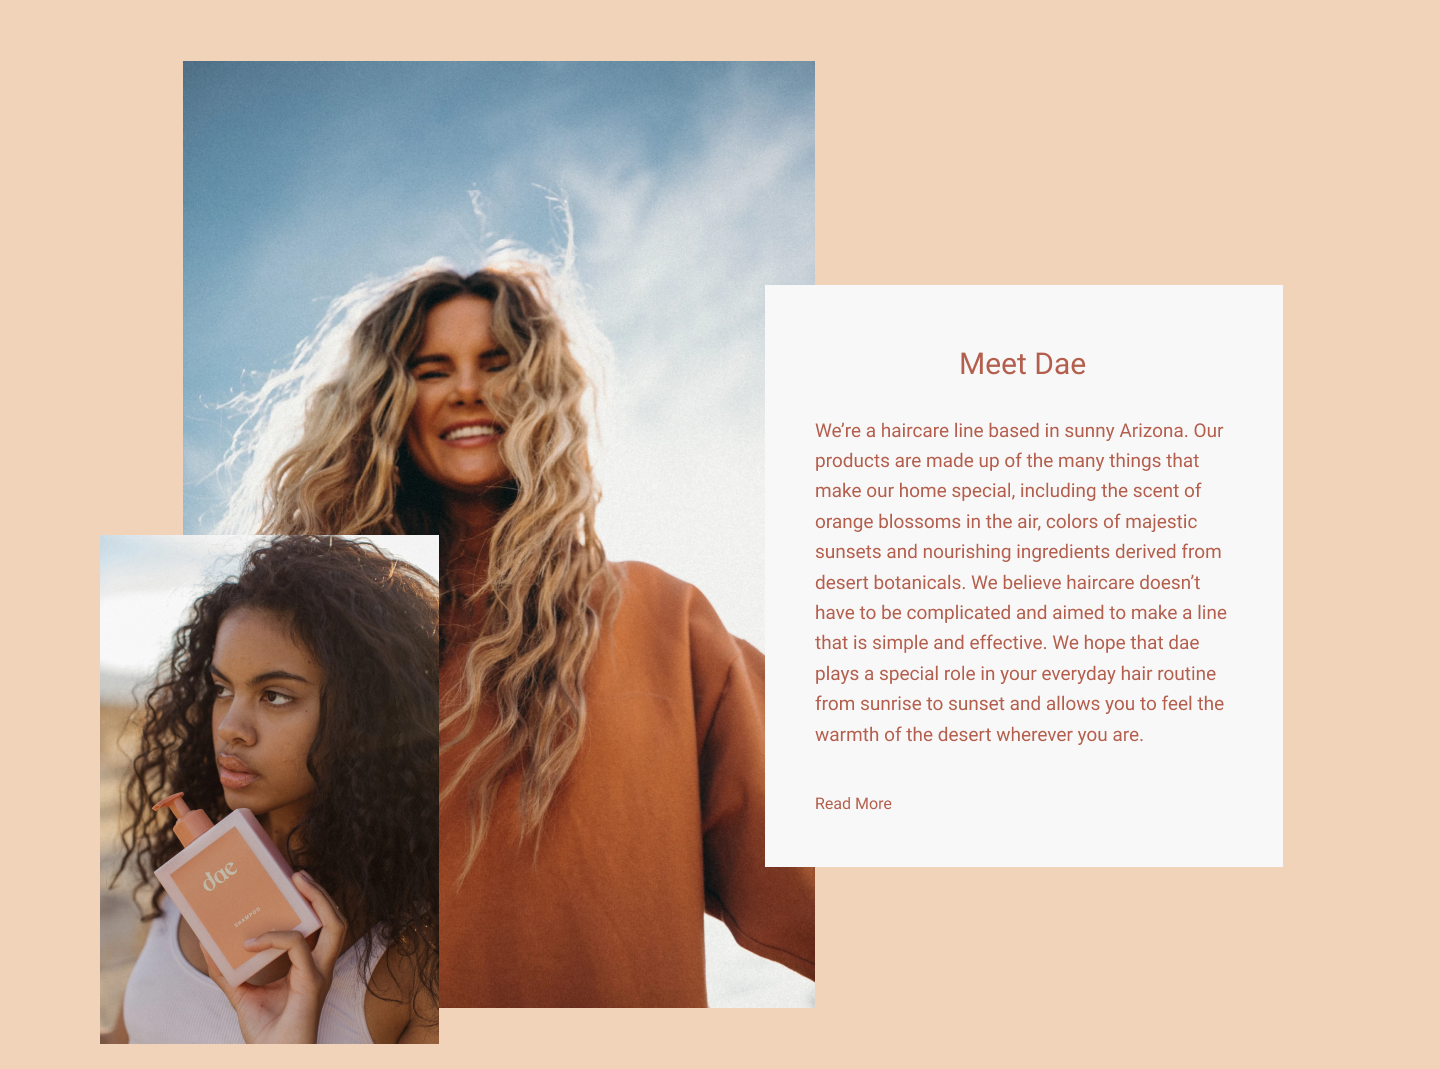 Meet Dae
We’re a haircare line based in sunny Arizona. Our
products are made up of the many things that
make our home special, including the scent of
orange blossoms in the air, colors of majestic
sunsets and nourishing ingredients derived from
desert botanicals. We believe haircare doesn’t
have to be complicated and aimed to make a line
that is simple and effective. We hope that dae
plays a special role in your everyday hair routine
from sunrise to sunset and allows you to feel the
warmth of the desert wherever you are.
Read More
dae
SHAMPOO